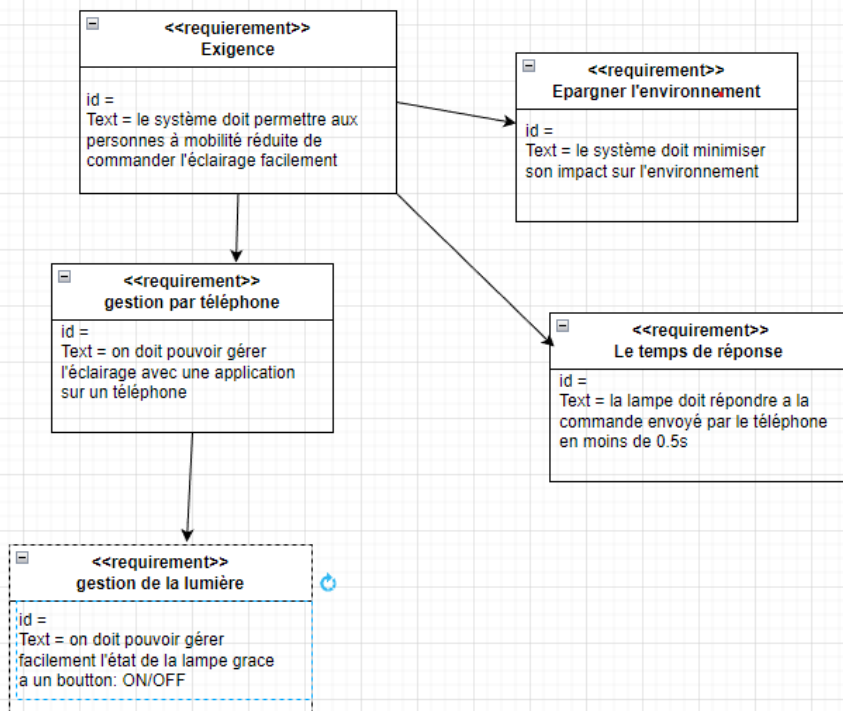 <<requierement>>
Exigence
id =
Text = le système doit permettre aux
personnes à mobilité réduite de
commander l'éclairage facilement
<<requirement>>
Epargner l'environnement
id =
Text = le système doit minimiser
son impact sur l'environnement
<<requirement>>
gestion par téléphone
id =
Text = on doit pouvoir gérer
l'éclairage avec une application
sur un téléphone
<<requirement>>
Le temps de réponse
id =
Text = la lampe doit répondre a la
commande envoyé par le téléphone
en moins de 0.5s
<<requirement>>
gestion de la lumière
id =
Text = on doit pouvoir gérer
facilement l'état de la lampe grace
a un boutton: ON/OFF